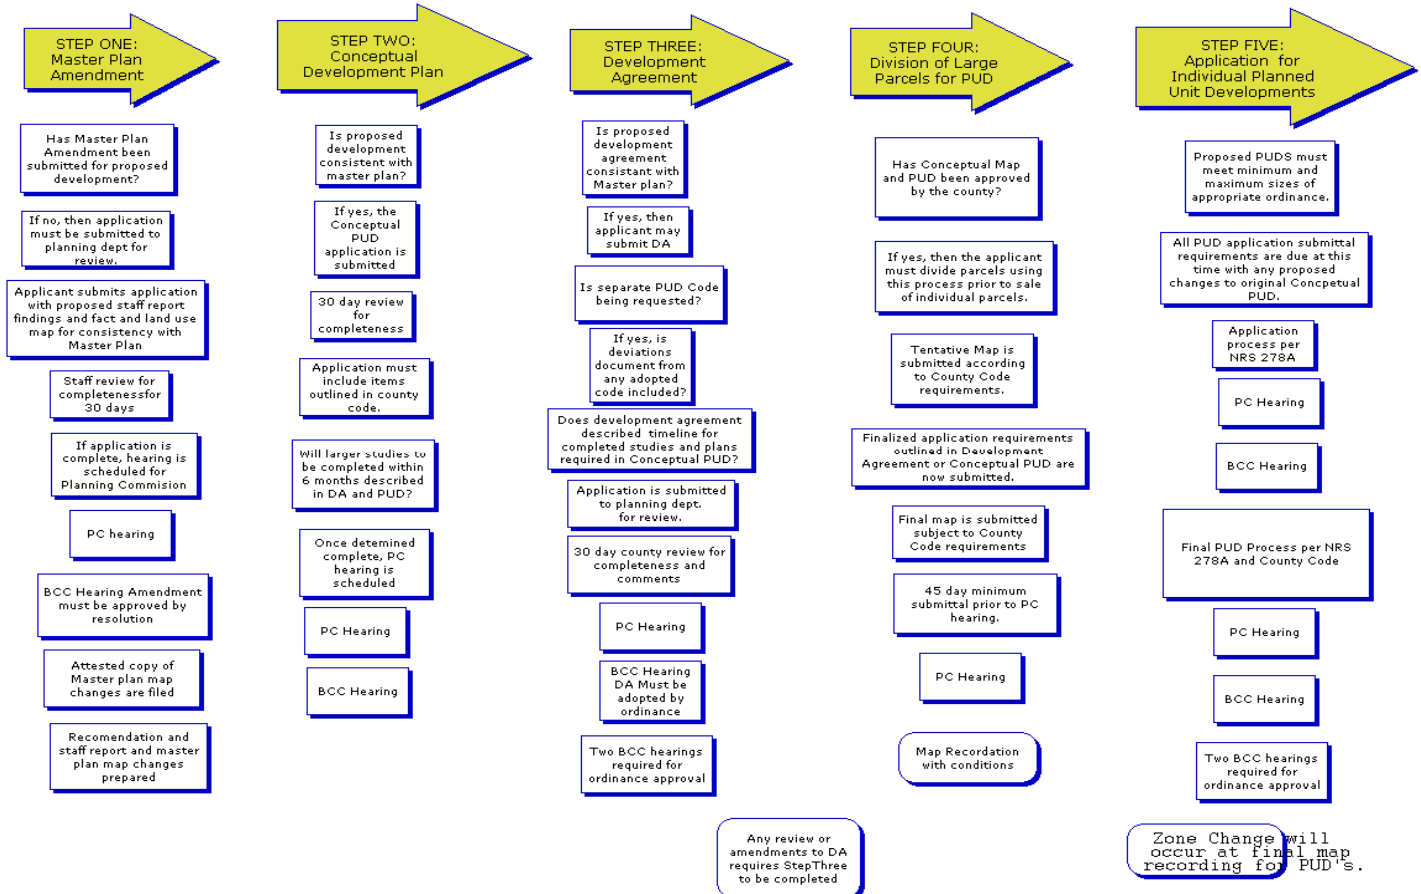 STEP ONE:
Master Plan
Amendment
Has Master Plan
Amendment been
submitted for proposed
development?
If no, then application
must be submitted to
planning dept for
review.
Applicant submits application
with proposed staff report
findings and fact and land use
map for consistency with
Master Plan
Staff review for
completenessfor
30 days
If application is
complete, hearing is
scheduled for
Planning Commision
PC hearing
BCC Hearing Amendment
must be approved by
resolution
Attested copy of
Master plan map
changes are filed
Recomendation and
staff report and master
plan map changes
prepared
STEP TWO:
Conceptual
Development Plan
Is proposed
development
consistent with
master plan?
If yes, the
Conceptual
PUD
application is
submitted
30 day review
for
completeness
Application must
include items
outlined in county
code.
Will larger studies to
be completed within
6 months described
in DA and PUD?
Once detemined
complete, PC
hearing is
scheduled
PC Hearing
BCC Hearing
STEP THREE:
Development
Agreement
Is proposed
development
agreement
consistant with
Master plan?
If yes, then
applicant may
submit DA
Is separate PUD Code
being requested?
If yes, is
deviations
document from
any adopted
code included?
Does development agreement
described timeline for
completed studies and plans
required in Conceptual PUD?
Application is submitted
to planning dept.
for review.
30 day county review for
completeness and
comments
PC Hearing
BCC Hearing
DA Must be
adopted by
ordinance
Two BCC hearings
required for
ordinance approval
Any review or
amendments to DA
requires StepThree
to be completed
STEP FOUR:
Division of Large
Parcels for PUD
Has Conceptual Map
and PUD been approved
by the county?
If yes, then the applicant
must divide parcels using
this process prior to sale
of individual parcels.
Tentative Map is
submitted according
to County Code
requirements.
Finalized application requirements
outlined in Development
Agreement or Conceptual PUD are
now submitted.
Final map is submitted
subject to County
Code requirements
45 day minimum
submittal prior to PC
hearing.
PC Hearing
Map Recordation
with conditions
STEP FIVE:
Application for
Individual Planned
Unit Developments
Proposed PUDS must
meet minimum and
maximum sizes of
appropriate ordinance.
All PUD application submittal
requirements are due at this
time with any proposed
changes to original Concpetual
PUD.
Application
process per
NRS 278A
PC Hearing
BCC Hearing
Final PUD Process per NRS
278A and County Code
PC Hearing
BCC Hearing
Two BCC hearings
required for
ordinance approval
Zone Change will
occur at final map
recording for PUD's.